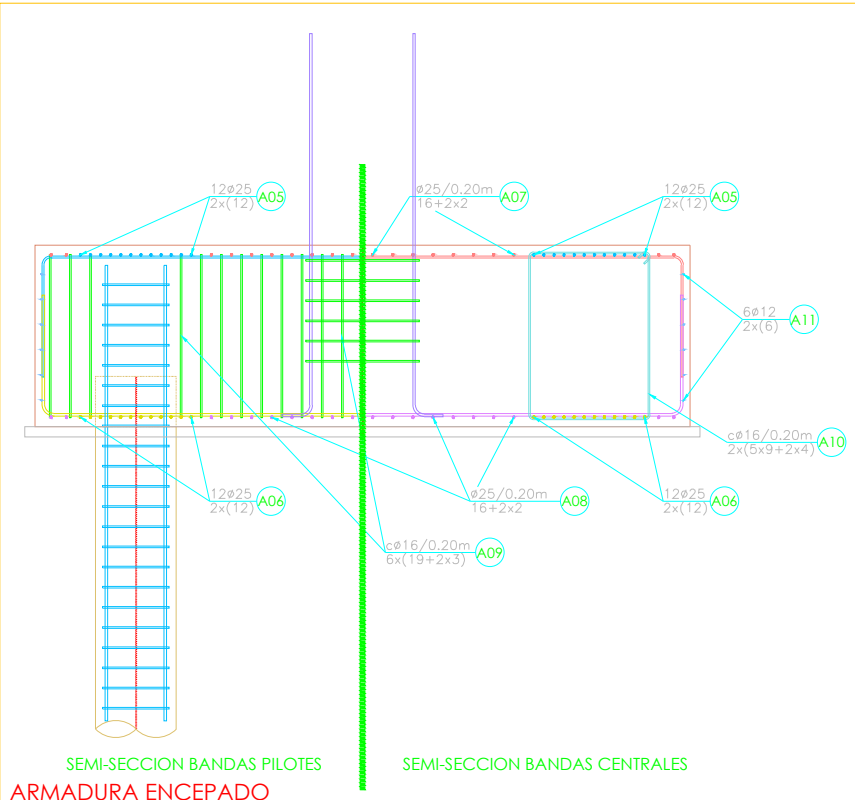 12ø25
2x(12)
A05
ø25/0.20m
16+2x2
A07
12ø25
2x(12)
A05
6ø12
2x(6)
A11
cø16/0.20m
2x(5x9+2x4)
A10
12ø25
2x(12)
A06
ø25/0.20m
16+2x2
A08
12ø25
2x(12)
A06
cø16/0.20m
6x(19+2x3)
A09
SEMI-SECCION BANDAS PILOTES
SEMI-SECCION BANDAS CENTRALES
ARMADURA ENCEPADO